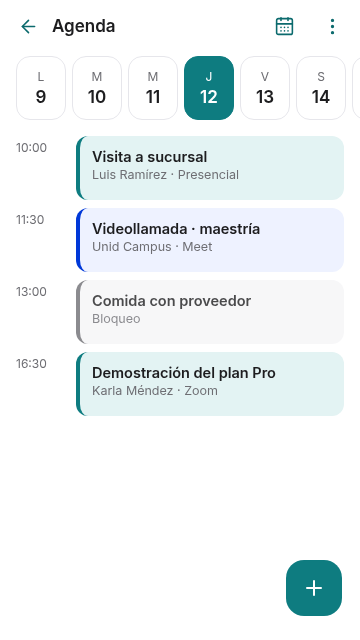 Agenda
L
9
M
10
M
11
J
12
V
13
S
14
10:00
Visita a sucursal
Luis Ramírez · Presencial
11:30
Videollamada · maestría
Unid Campus · Meet
13:00
Comida con proveedor
Bloqueo
16:30
Demostración del plan Pro
Karla Méndez · Zoom